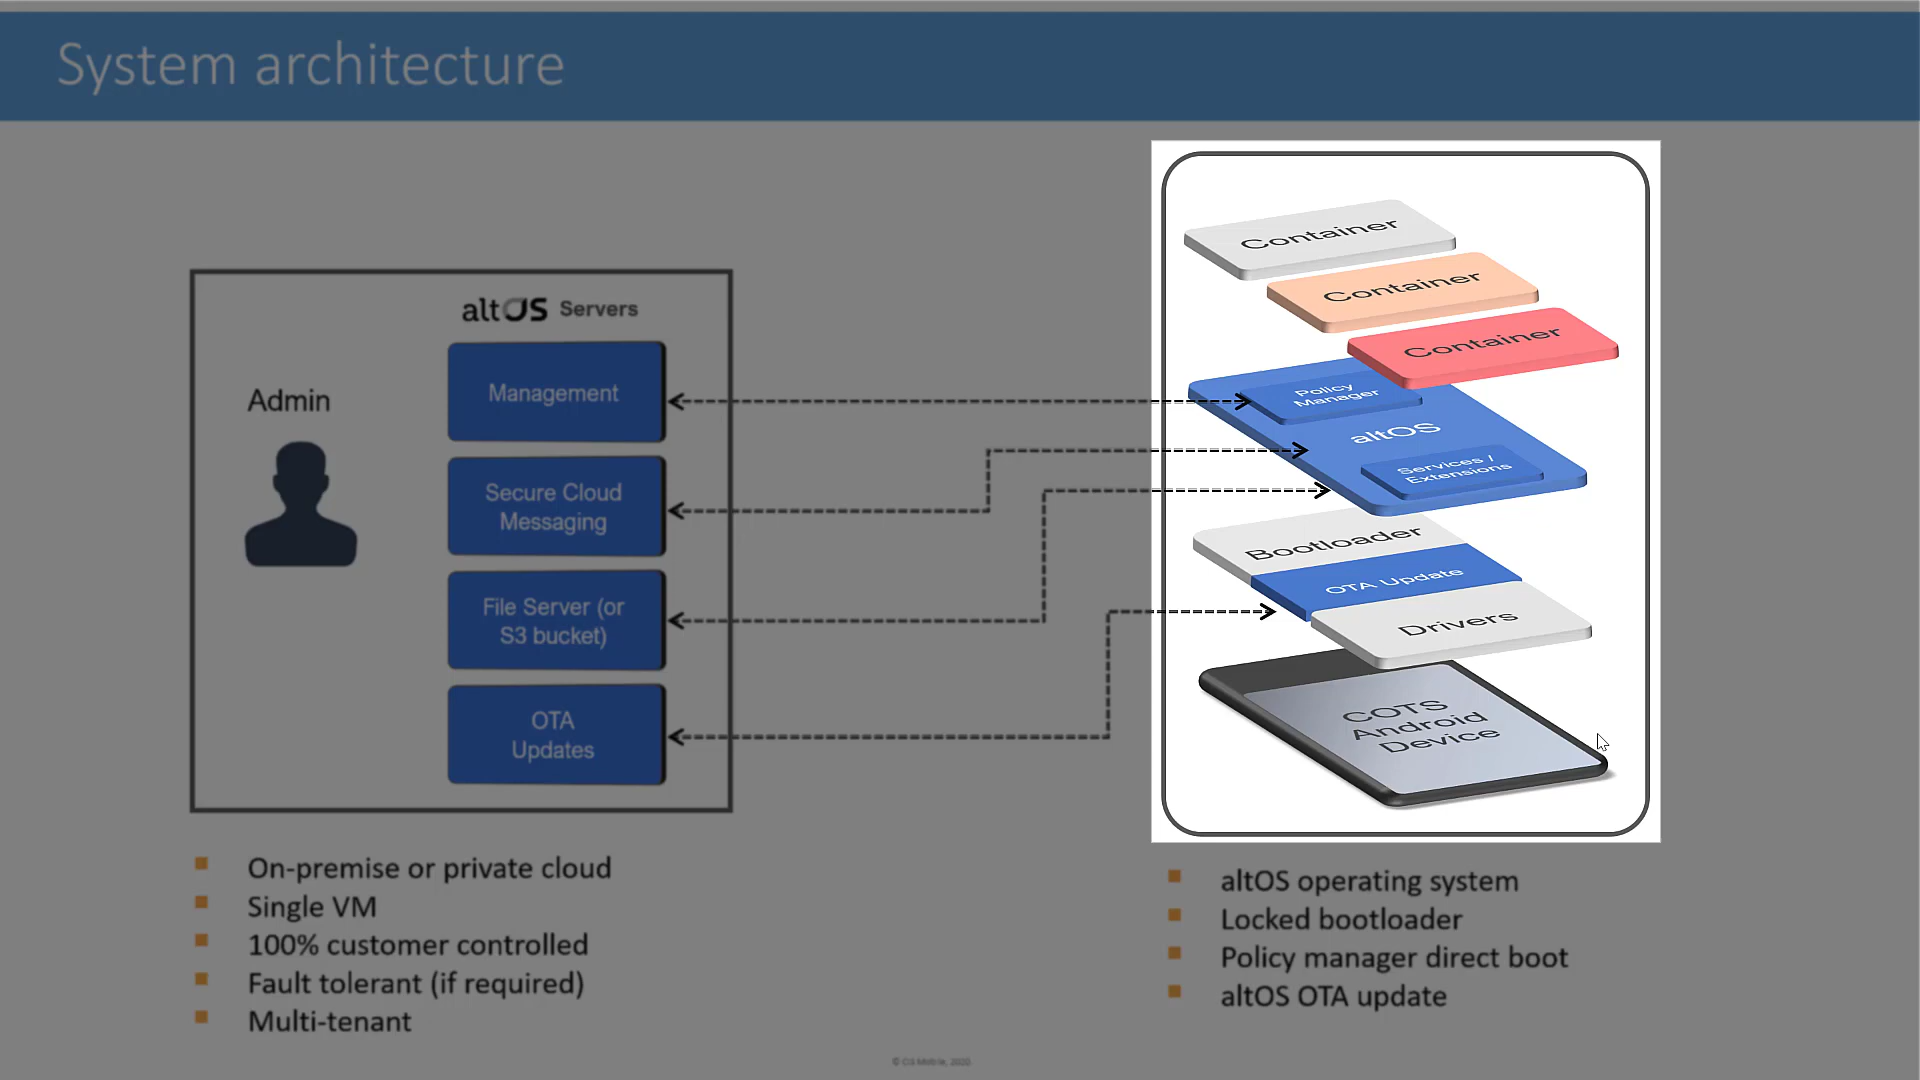 System architecture
altOS Servers
Admin
Management
Secure Cloud
Messaging
File Server (or
S3 bucket)
OTA
Updates
On-premise or private cloud
Single VM
100% customer controlled
Fault tolerant (if required)
Multi-tenant
Container
Container
Container
Policy
Manager
altOS
Services /
Extensions
Bootloader
OTA Update
Drivers
COTS
Android
Device
altOS operating system
Locked bootloader
Policy manager direct boot
altOS OTA update
© CIS Mobile, 2020